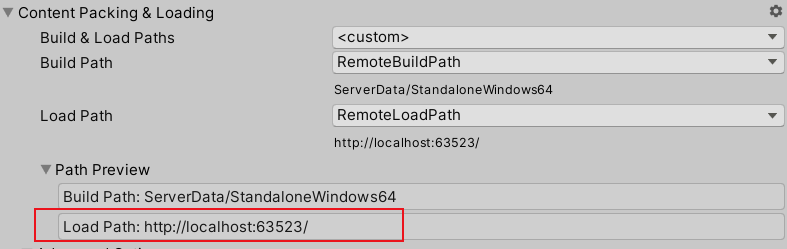 Content Packing & Loading
Build & Load Paths <custom>
Build Path RemoteBuildPath
ServerData/StandaloneWindows64
Load Path RemoteLoadPath
http://localhost:63523/
Path Preview
Build Path: ServerData/StandaloneWindows64
Load Path: http://localhost:63523/